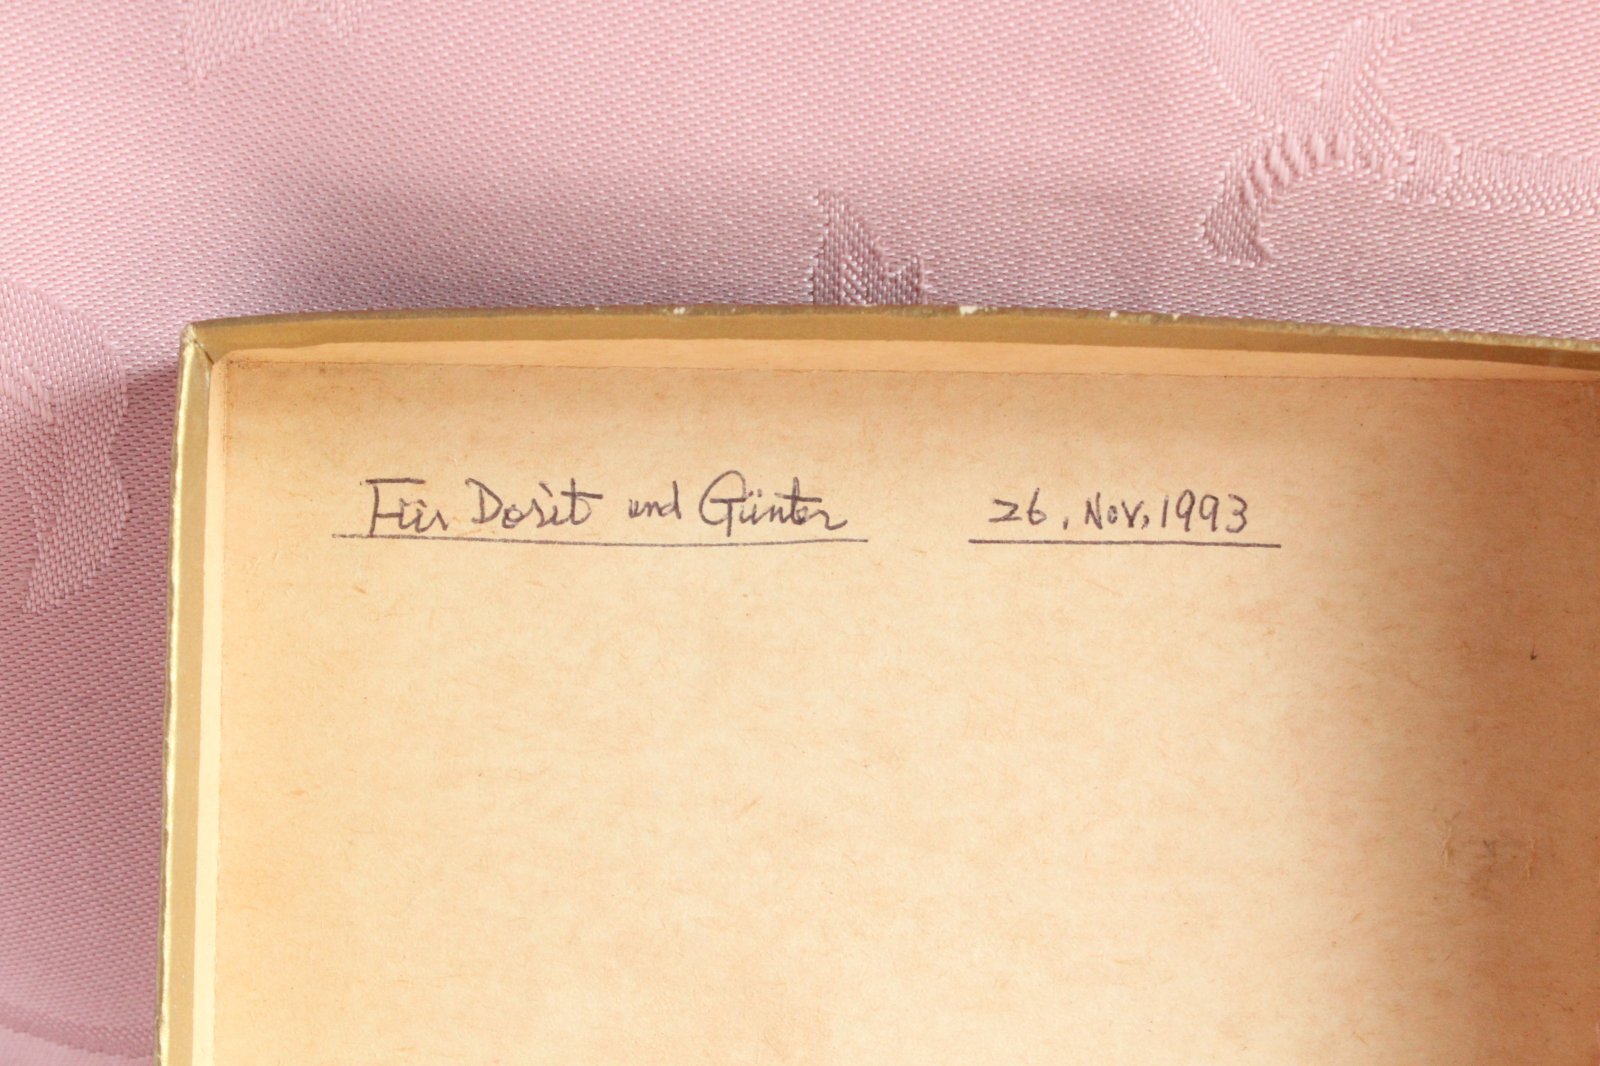 Für Dorit und Günter 26. Nov. 1993